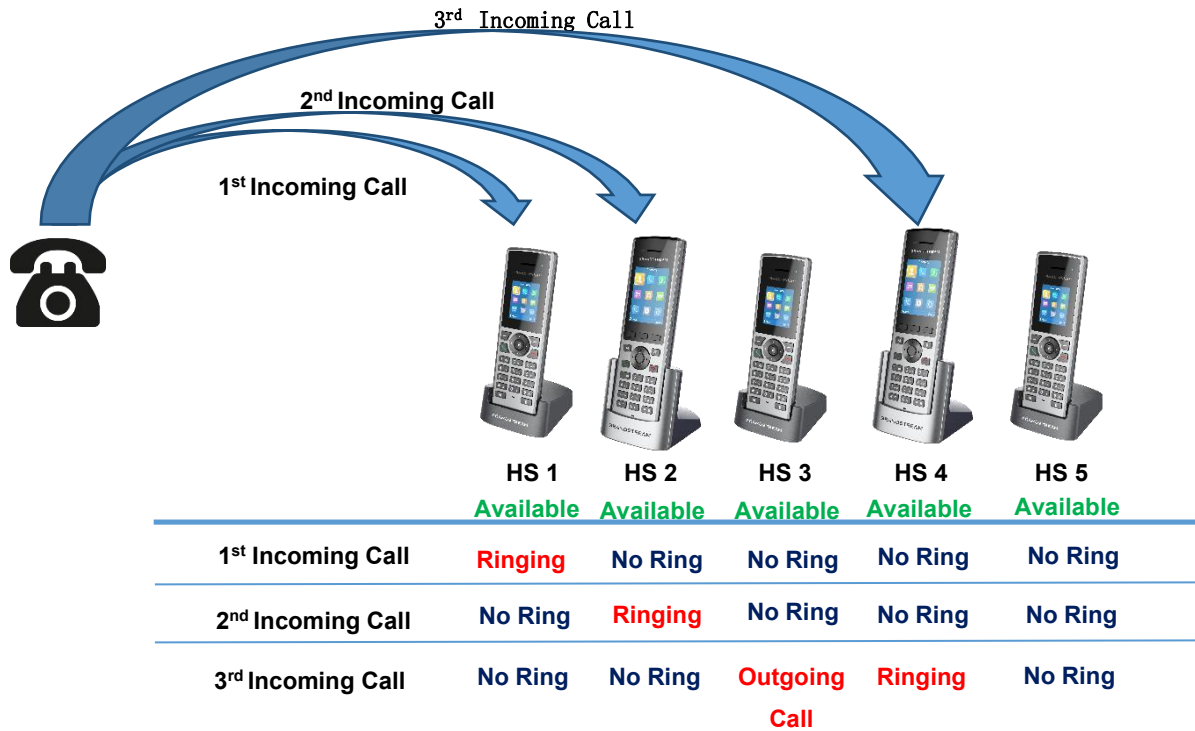 3rd Incoming Call
2nd Incoming Call
1st Incoming Call
GRANDSTREAM
HS 1 HS 2 HS 3 HS 4 HS 5
Available Available Available Available Available
1st Incoming Call Ringing No Ring No Ring No Ring No Ring
2nd Incoming Call No Ring Ringing No Ring No Ring No Ring
3rd Incoming Call No Ring No Ring Outgoing Ringing No Ring
Call